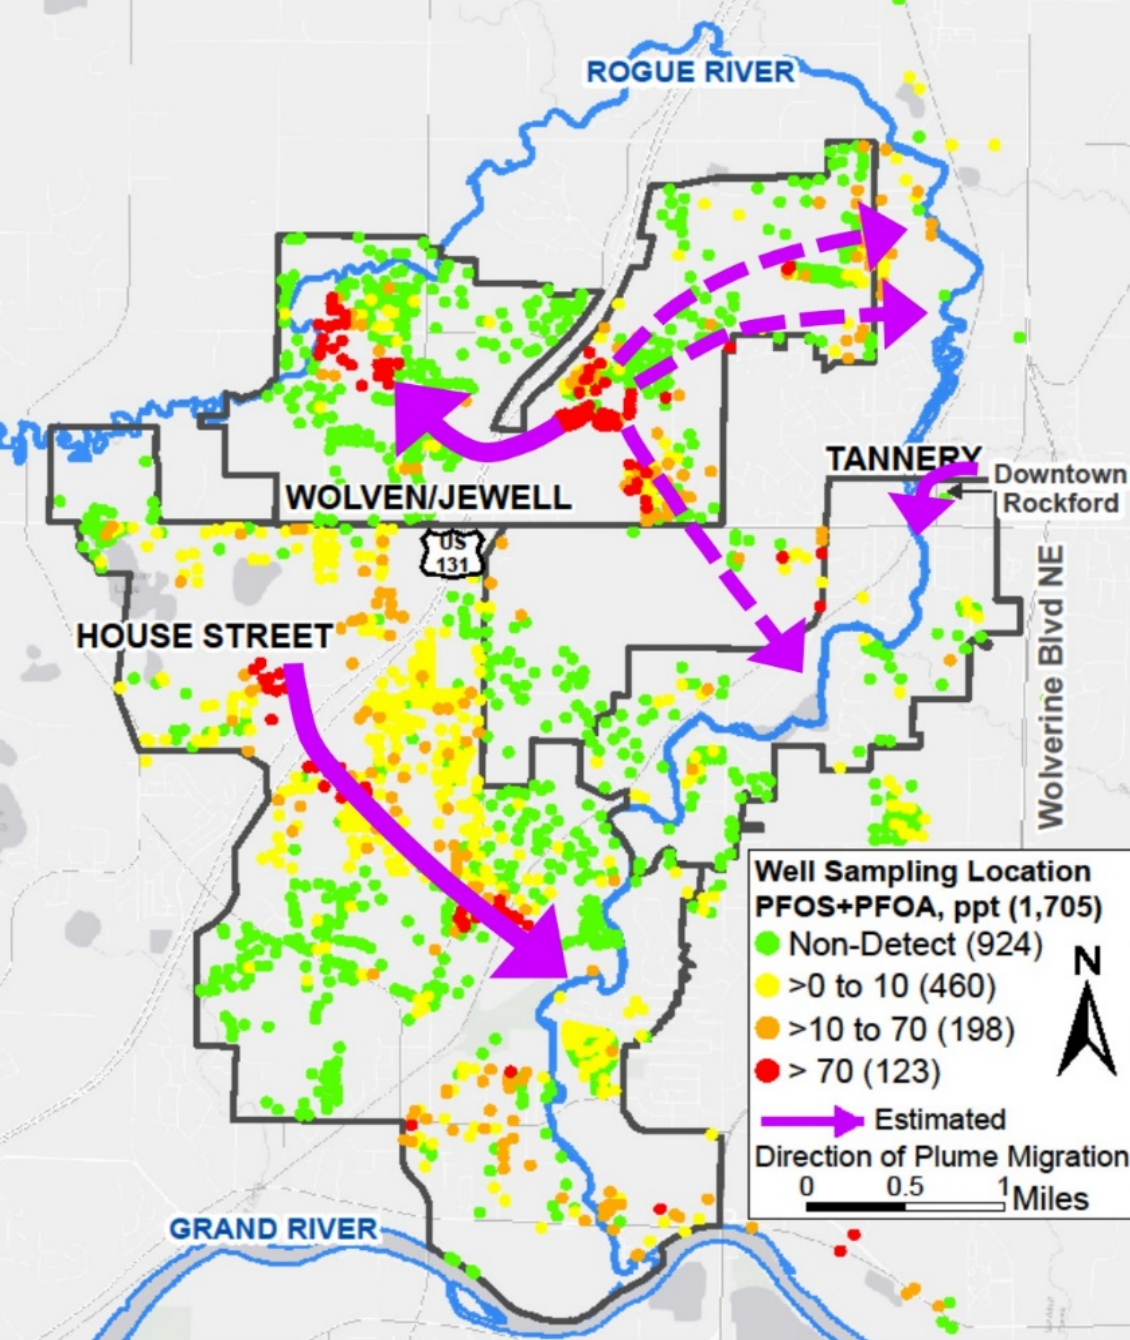 ROGUE RIVER
TANNERY
Downtown
Rockford
WOLVEN/JEWELL
US
131
HOUSE STREET
Wolverine Blvd NE
Well Sampling Location
PFOS+PFOA, ppt (1,705)
Non-Detect (924)
>0 to 10 (460)
>10 to 70 (198)
> 70 (123)
N
Estimated
Direction of Plume Migration
0 0.5 1 Miles
GRAND RIVER